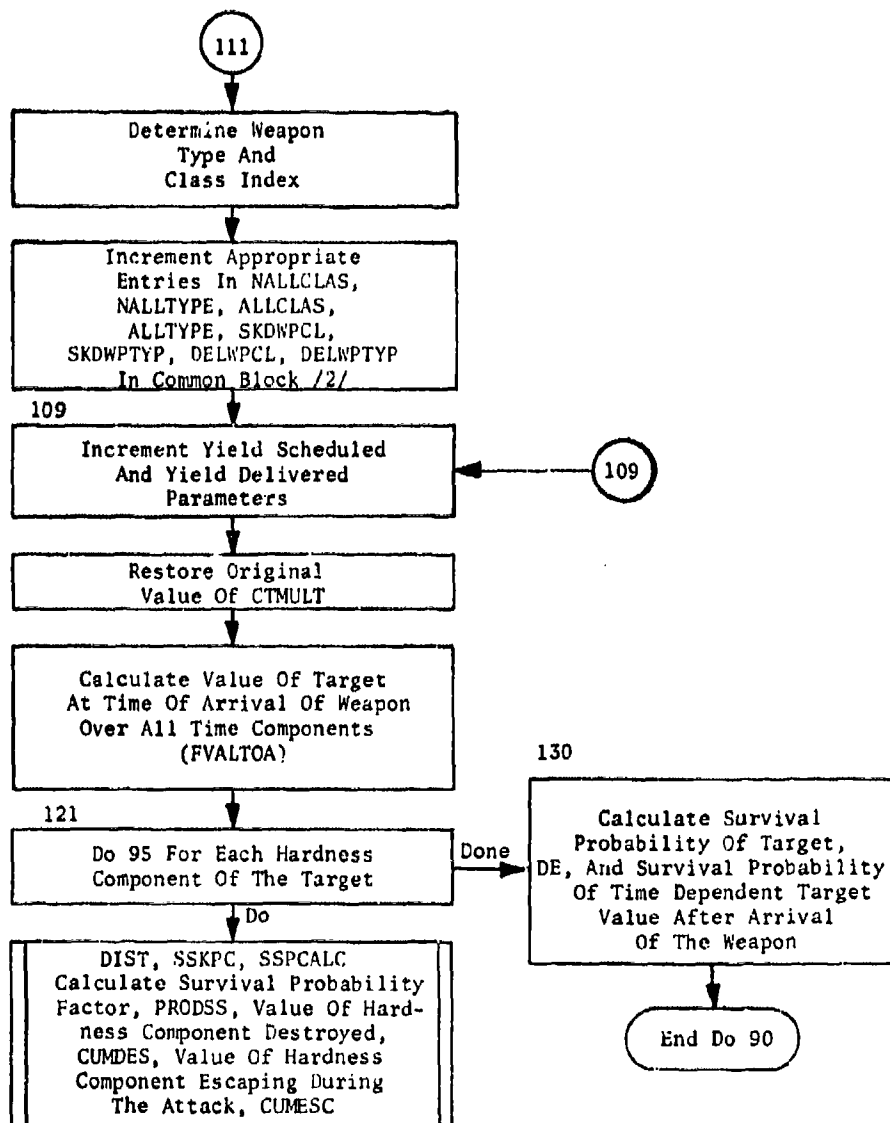 111
Determine Weapon
Type And
Class Index
Increment Appropriate
Entries In NALLCLAS,
NALLTYPE, ALLCLAS,
ALLTYPE, SKDWPCL,
SKDWPTYP, DELWPCL, DELWPTYP
In Common Block /2/
109
Increment Yield Scheduled
And Yield Delivered
Parameters
109
Restore Original
Value Of CTMULT
Calculate Value Of Target
At Time Of Arrival Of Weapon
Over All Time Components
(FVALTOA)
121
Do 95 For Each Hardness
Component Of The Target
Done
Do
130
Calculate Survival
Probability Of Target,
DE, And Survival Probability
Of Time Dependent Target
Value After Arrival
Of The Weapon
End Do 90
DIST, SSKPC, SSPCALC
Calculate Survival Probability
Factor, PRODSS, Value Of Hard-
ness Component Destroyed,
CUMDES, Value Of Hardness
Component Escaping During
The Attack, CUMESC